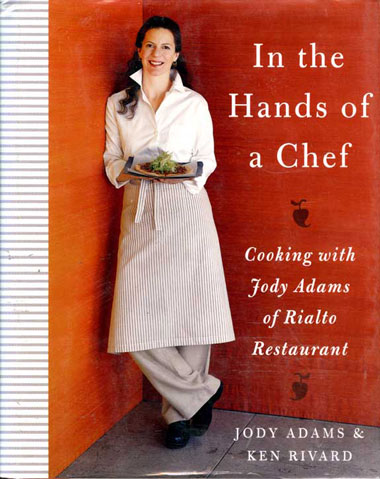 In the
Hands of
a Chef
Cooking with
Jody Adams
of Rialto
Restaurant
JODY ADAMS &
KEN RIVARD